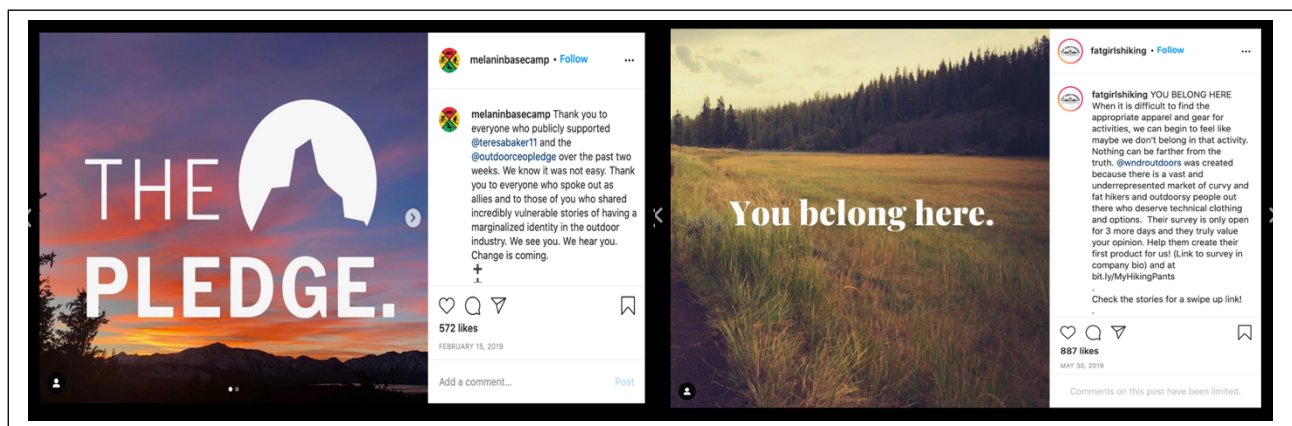 THE
PLEDGE.
melaninbasecamp • Follow
melaninbasecamp Thank you to
everyone who publicly supported
@teresabaker11 and the
@outdoorceopledge over the past two
weeks. We know it was not easy. Thank
you to everyone who spoke out as
allies and to those of you who shared
incredibly vulnerable stories of having a
marginalized identity in the outdoor
industry. We see you. We hear you.
Change is coming.
572 likes
FEBRUARY 15, 2019
Add a comment... Post
You belong here.
fatgirlshiking • Follow
fatgirlshiking YOU BELONG HERE
When it is difficult to find the
appropriate apparel and gear for
activities, we can begin to feel like
maybe we don't belong in that activity.
Nothing can be farther from the
truth. @wndroutdoors was created
because there is a vast and
underrepresented market of curvy and
fat hikers and outdoorsy people out
there who deserve technical clothing
and options. Their survey is only open
for 3 more days and they truly value
your opinion. Help them create their
first product for us! (Link to survey in
company bio) and at
bit.ly/MyHikingPants
.
Check the stories for a swipe up link!
.
887 likes
MAY 30, 2019
Comments on this post have been limited.